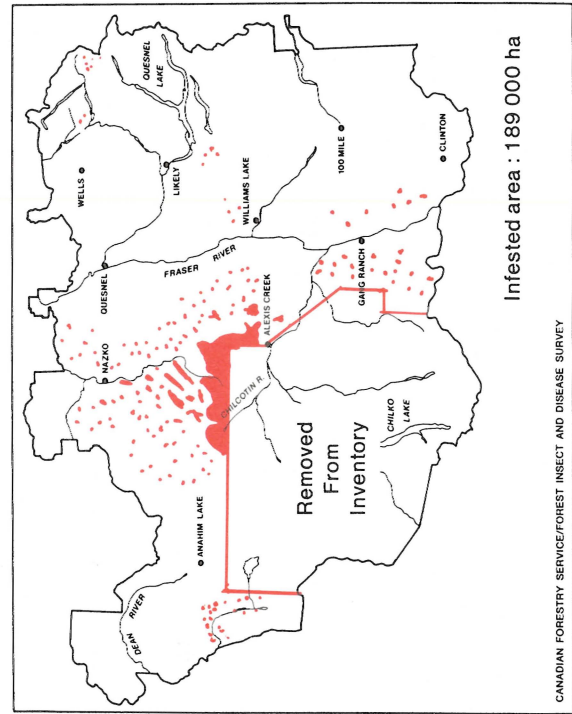 WELLS
QUESNEL
LAKE
LIKELY
QUESNEL
NAZKO
FRASER RIVER
WILLIAMS LAKE
100 MILE
CLINTON
GANG RANCH
ALEXIS CREEK
CHILCOTIN R.
ANAHIM LAKE
DEAN RIVER
CHILKO
LAKE
Removed
From
Inventory
Infested area : 189 000 ha
CANADIAN FORESTRY SERVICE/FOREST INSECT AND DISEASE SURVEY